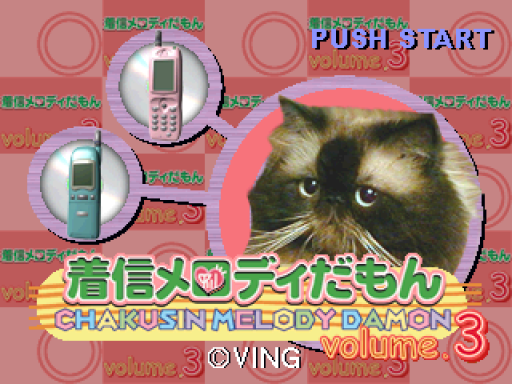 PUSH START
着信メロディだもん
CHAKUSIN MELODY DAMON
volume.3
©VING